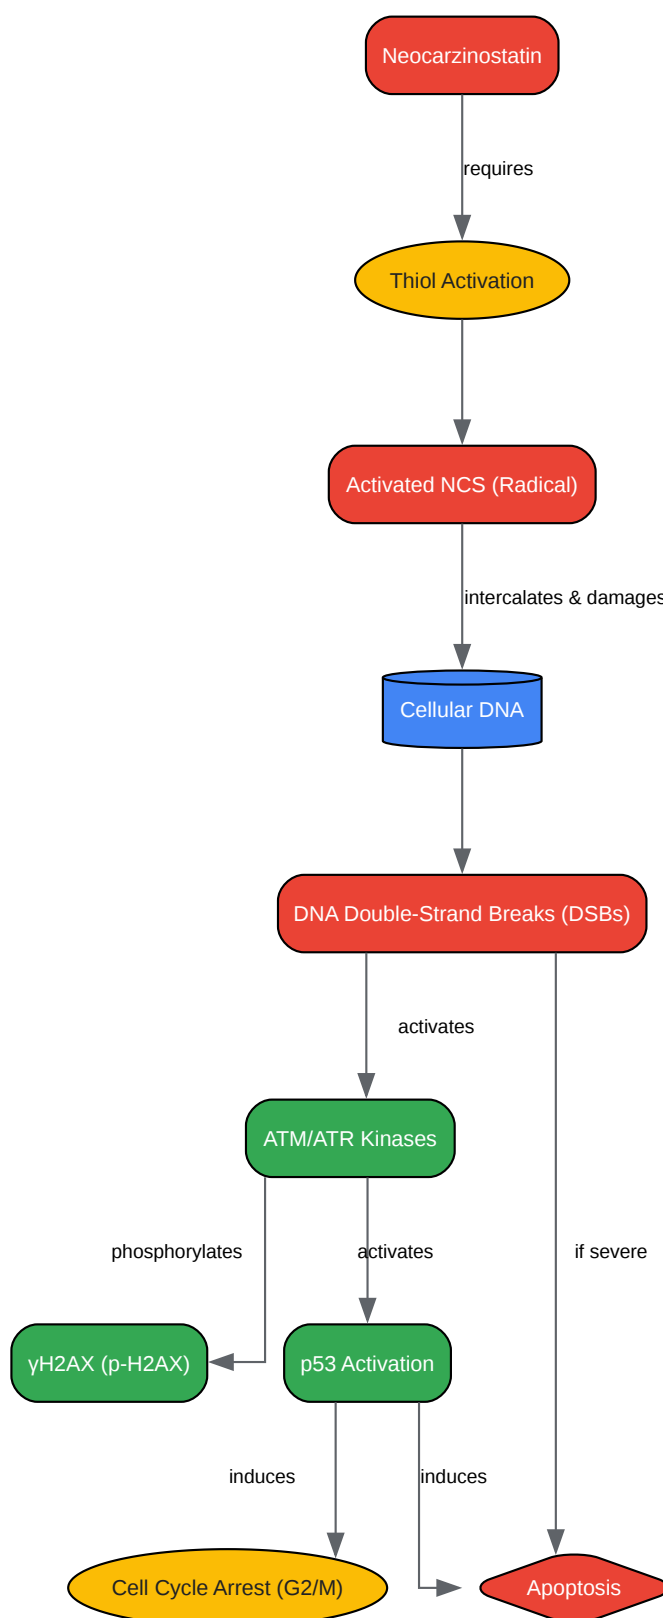 Neocarzinostatin
requires
Thiol Activation
Activated NCS (Radical)
intercalates & damages
Cellular DNA
DNA Double-Strand Breaks (DSBs)
activates
ATM/ATR Kinases
phosphorylates
activates
if severe
γH2AX (p-H2AX)
p53 Activation
induces
induces
Cell Cycle Arrest (G2/M)
Apoptosis